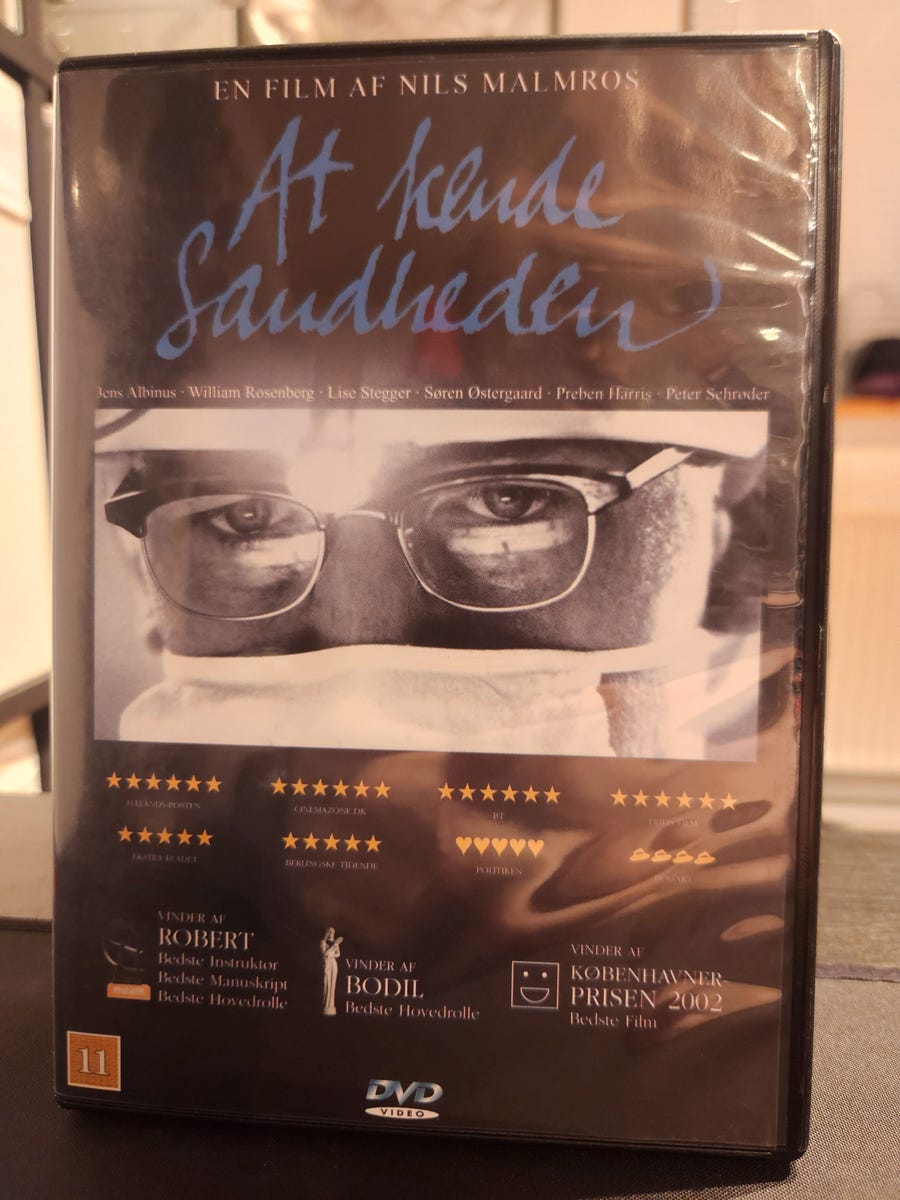 EN FILM AF NILS MALMROS
At kende
Sandheden
Jens Albinus · William Rosenberg · Lise Stegger · Søren Østergaard · Preben Harris · Peter Schrøder
JYLLANDS-POSTEN
CINEMAZONE.DK
BT
EKKO FILM
EKSTRA BLADET
BERLINGSKE TIDENDE
POLITIKEN
VINDER AF
ROBERT
Bedste Instruktør
Bedste Manuskript
Bedste Hovedrolle
VINDER AF
BODIL
Bedste Hovedrolle
VINDER AF
KØBENHAVNER-
PRISEN 2002
Bedste Film
11
DVD
VIDEO